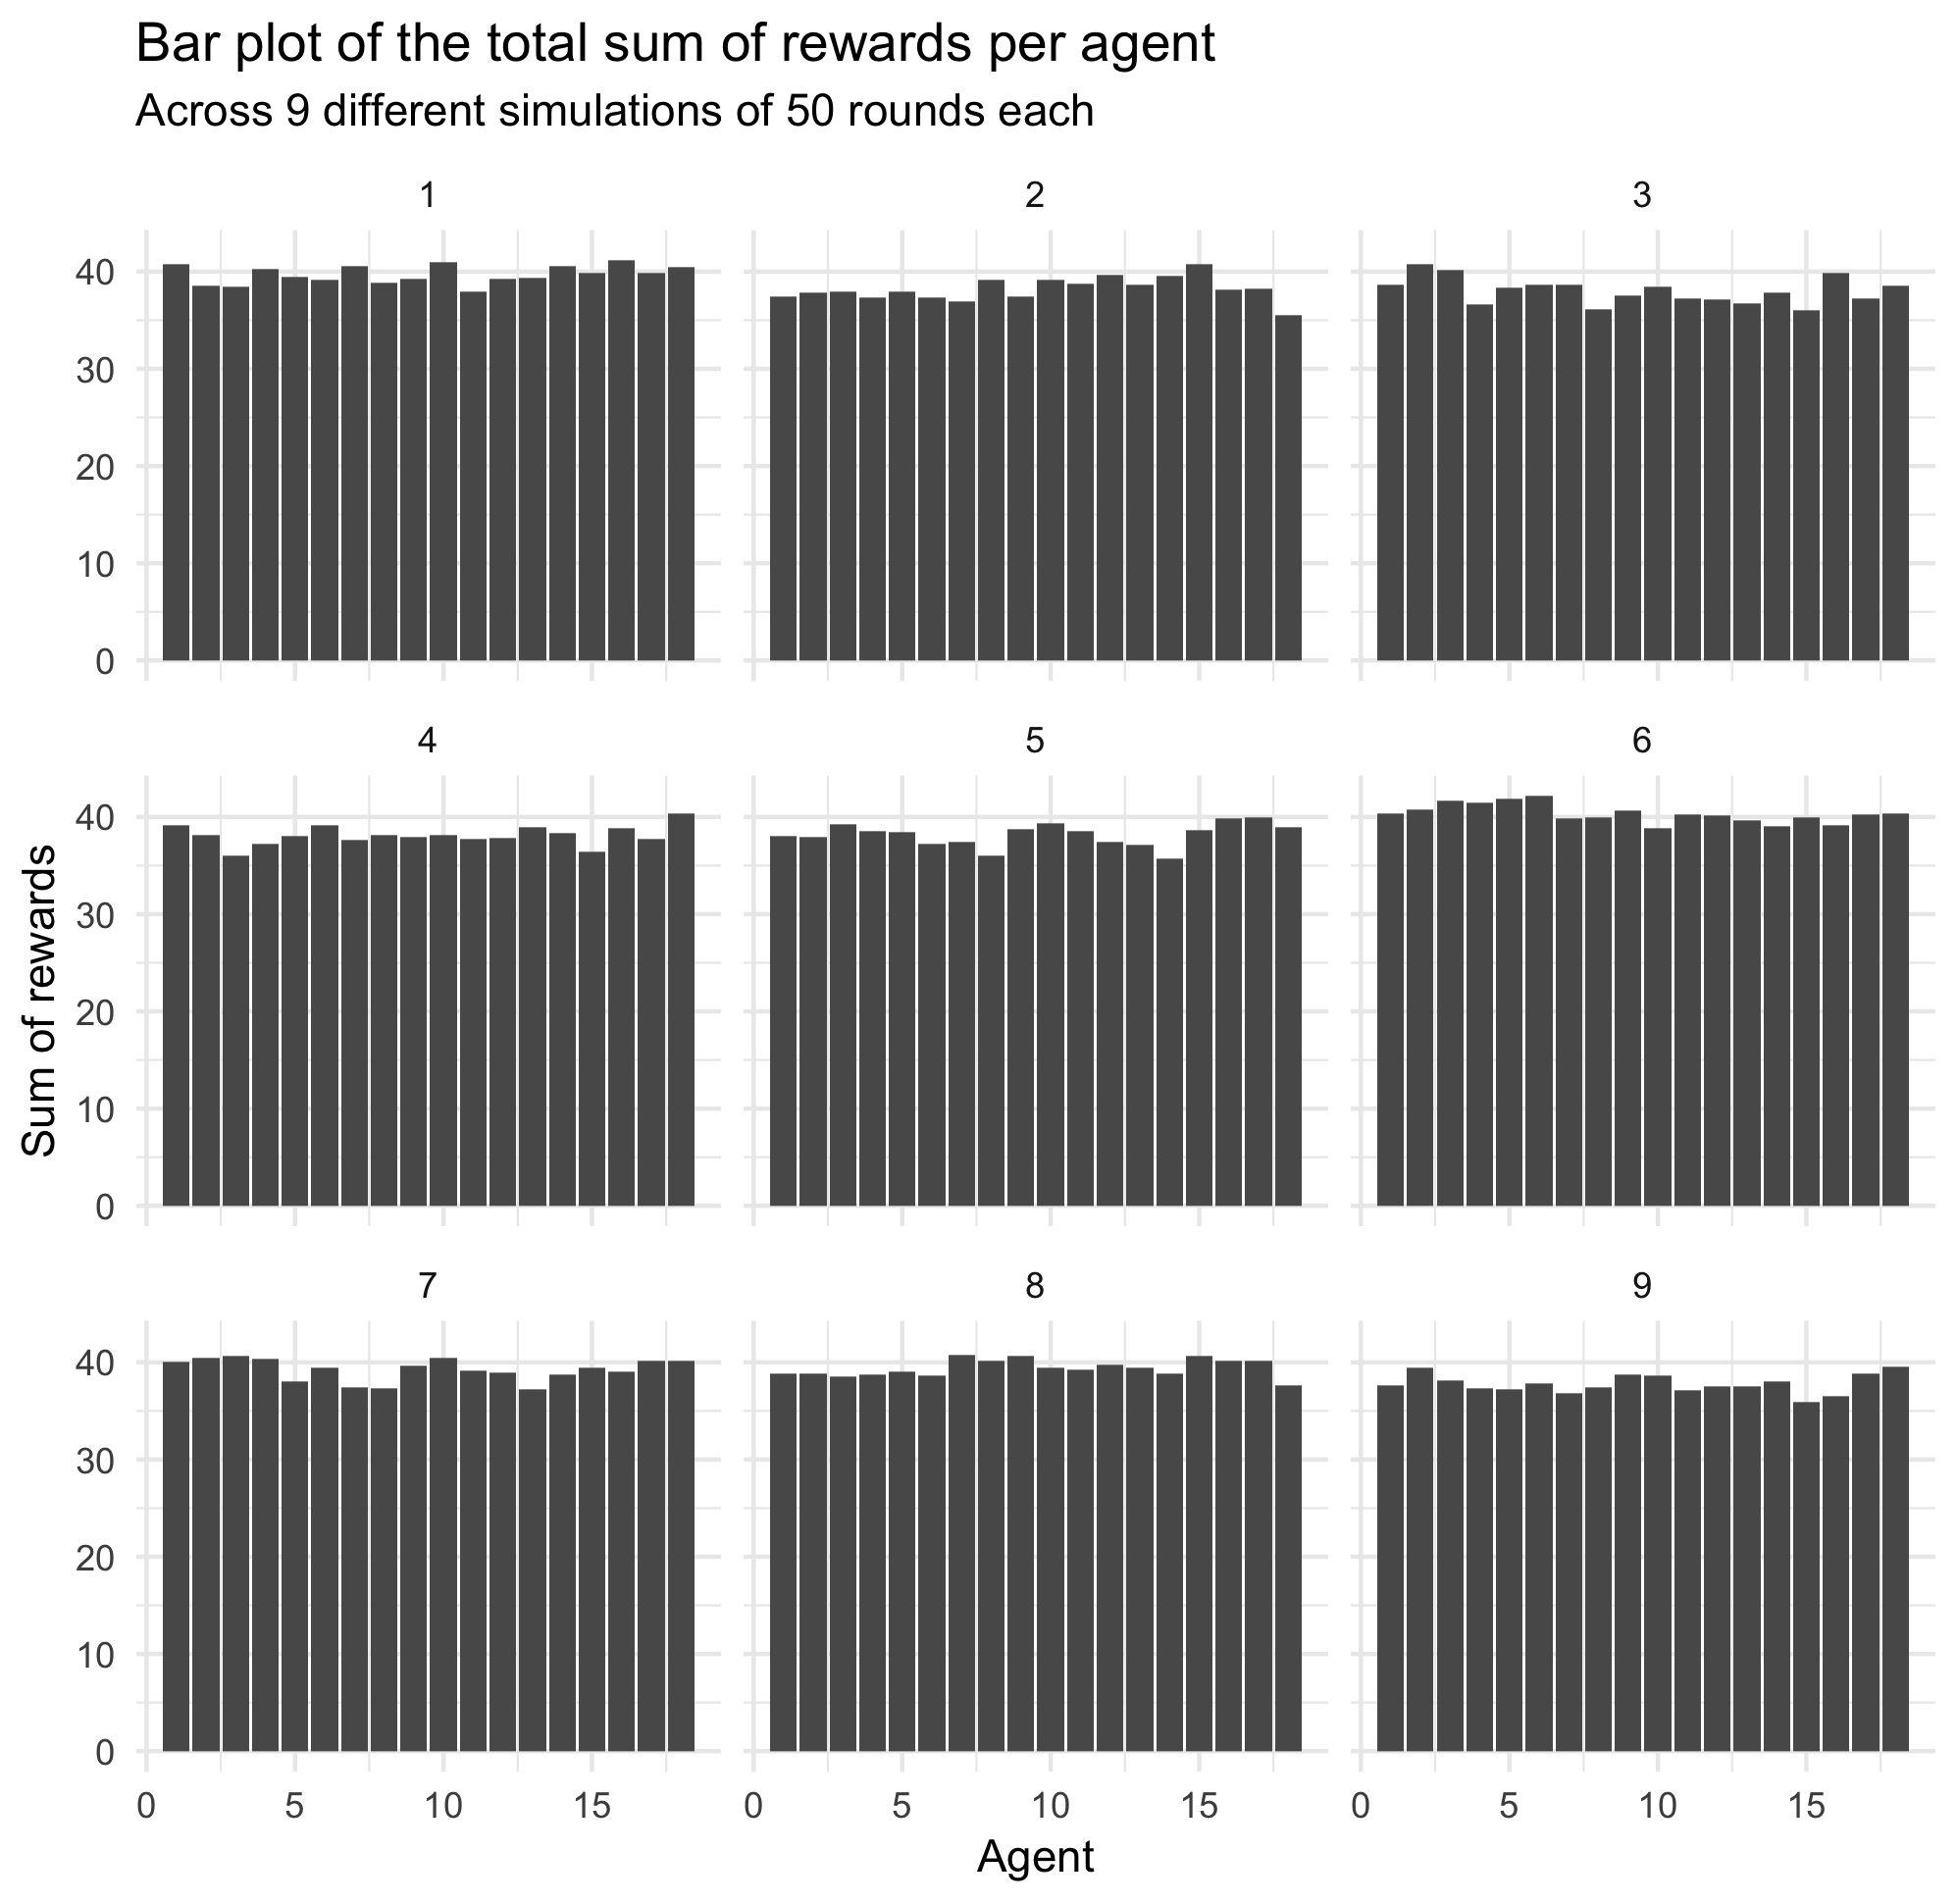 Bar plot of the total sum of rewards per agent
Across 9 different simulations of 50 rounds each
1 2 3
40
30
20
10
0
4 5 6
40
30
20
10
0
Sum of rewards
7 8 9
40
30
20
10
0
0 5 10 15 0 5 10 15 0 5 10 15
Agent